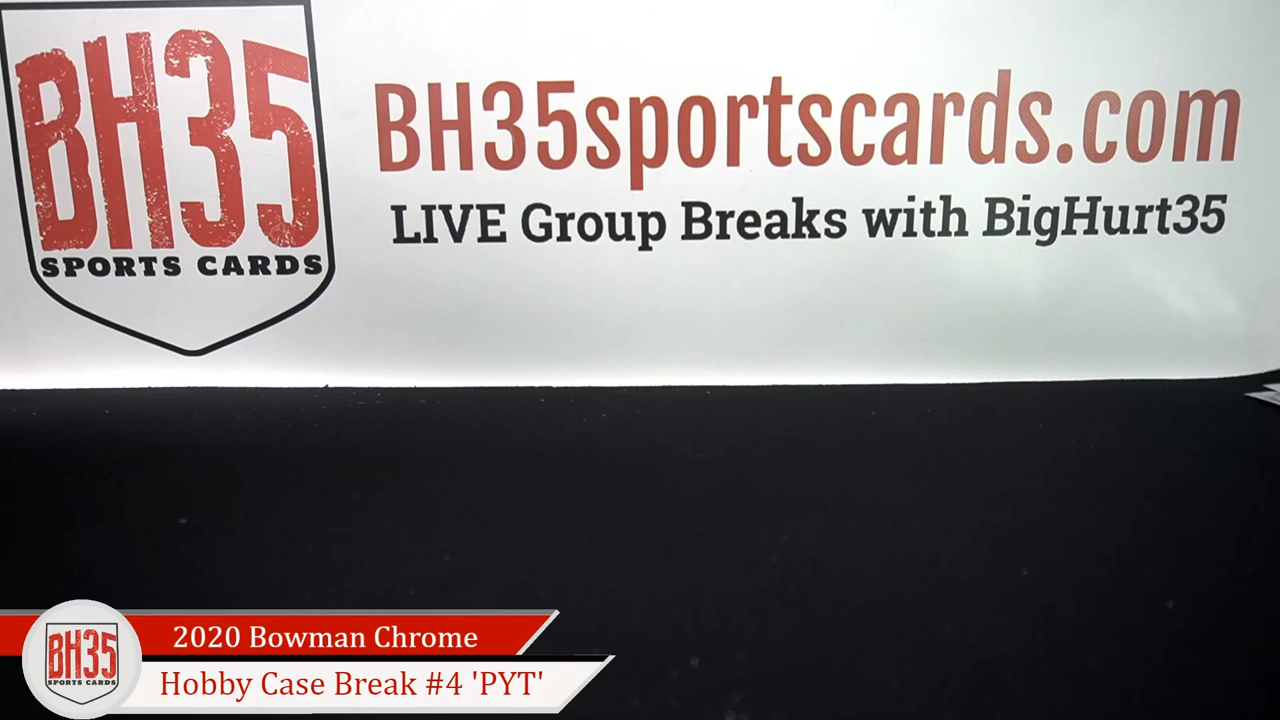 BH35
SPORTS CARDS
BH35sportscards.com
LIVE Group Breaks with BigHurt35
2020 Bowman Chrome
Hobby Case Break #4 'PYT'
BH35
SPORTS CARDS